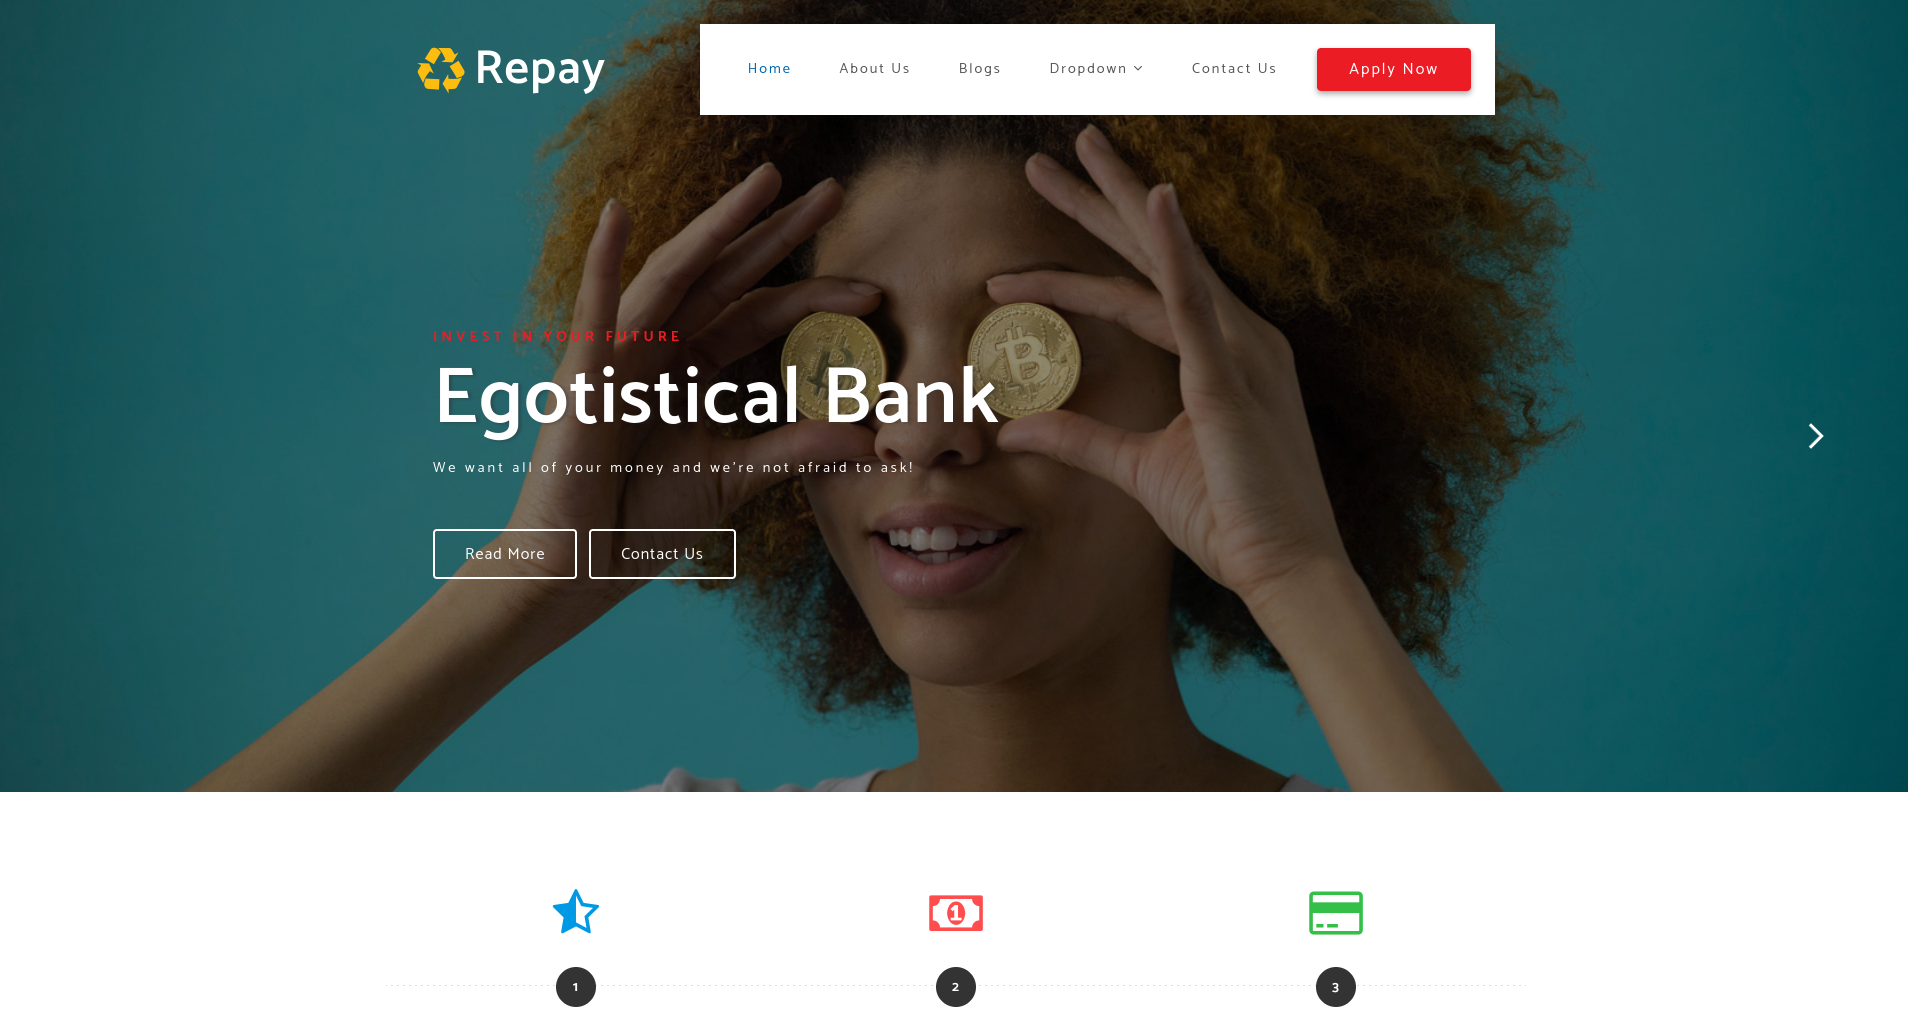 Repay
Home About Us Blogs Dropdown Contact Us Apply Now
INVEST IN YOUR FUTURE
Egotistical Bank
We want all of your money and we're not afraid to ask!
Read More Contact Us
1
1 2 3